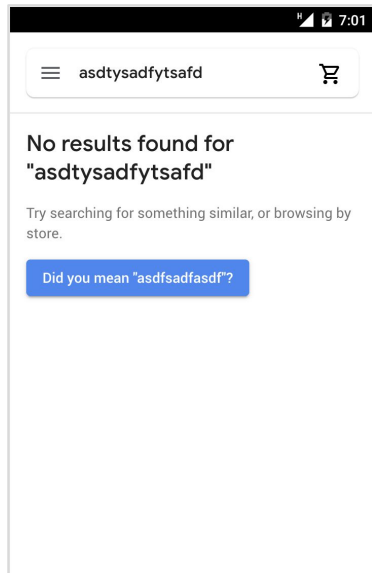 H 7:01
asdtysadfytsafd
No results found for
"asdtysadfytsafd"
Try searching for something similar, or browsing by
store.
Did you mean "asdfsadfasdf"?